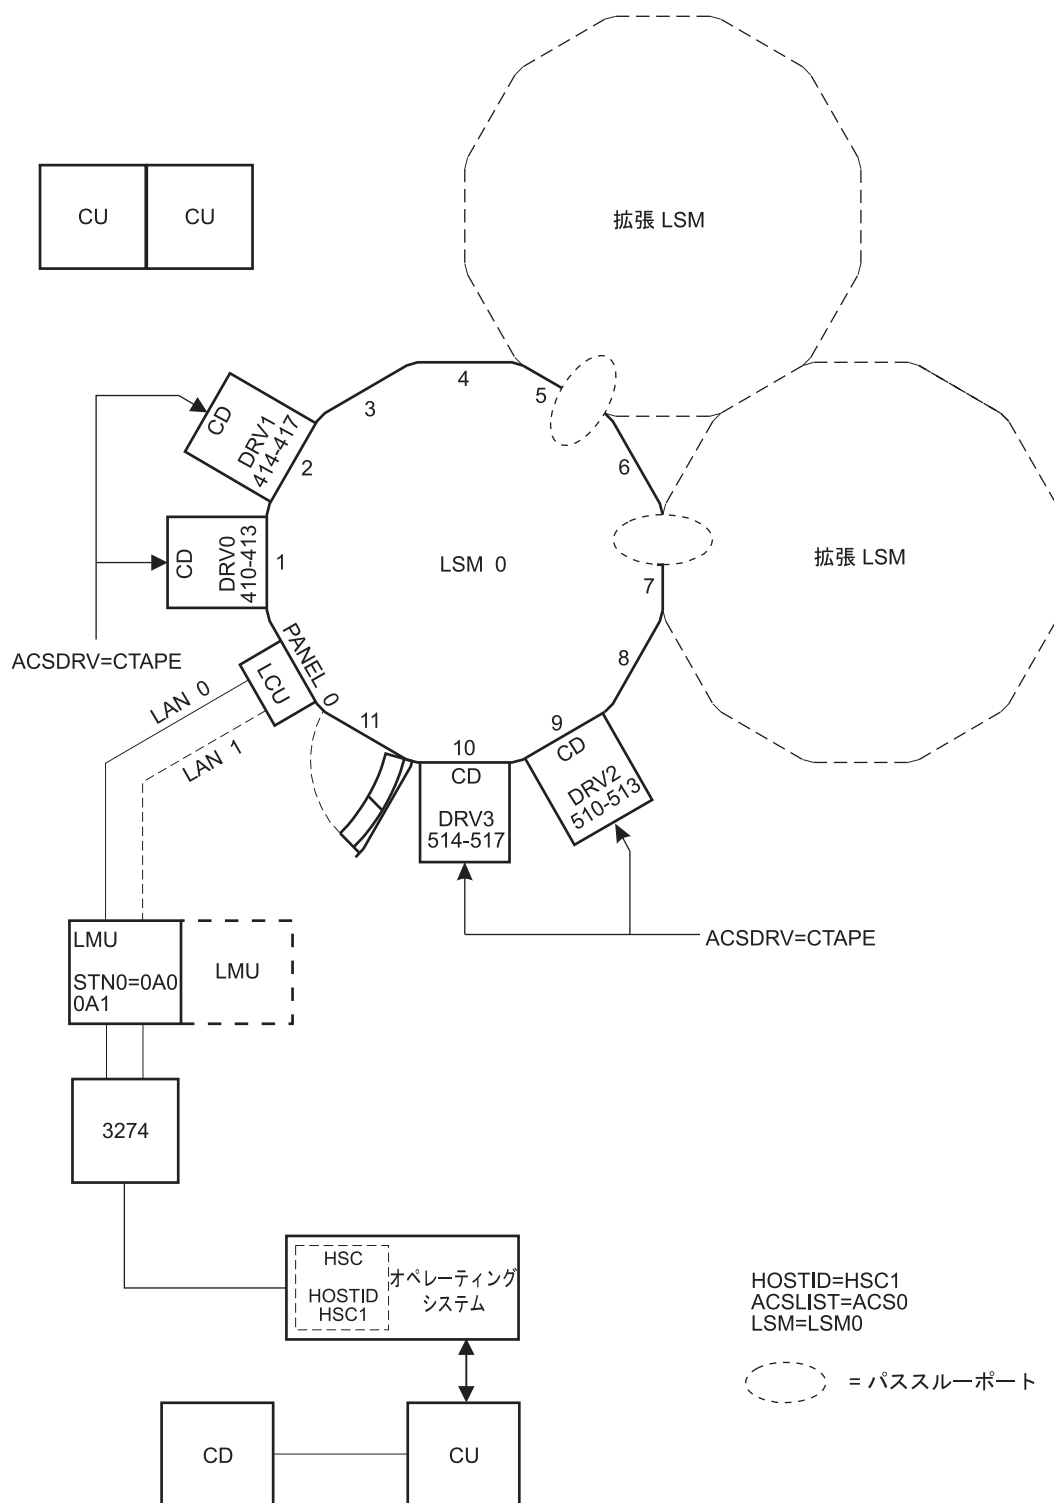 拡張 LSM
CU
CU
4
5
3
CD
DRV1
414-417
2
6
CD
DRV0
410-413
1
LSM 0
拡張 LSM
7
PANEL 0
ACSDRV=CTAPE
LCU
8
LAN 0
LAN 1
11
10
9
CD
DRV3
514-517
CD
DRV2
510-513
ACSDRV=CTAPE
LMU
STN0=0A0
0A1
LMU
3274
HSC
HOSTID
HSC1
オペレーティング
システム
HOSTID=HSC1
ACSLIST=ACS0
LSM=LSM0
= パススルーポート
CD
CU